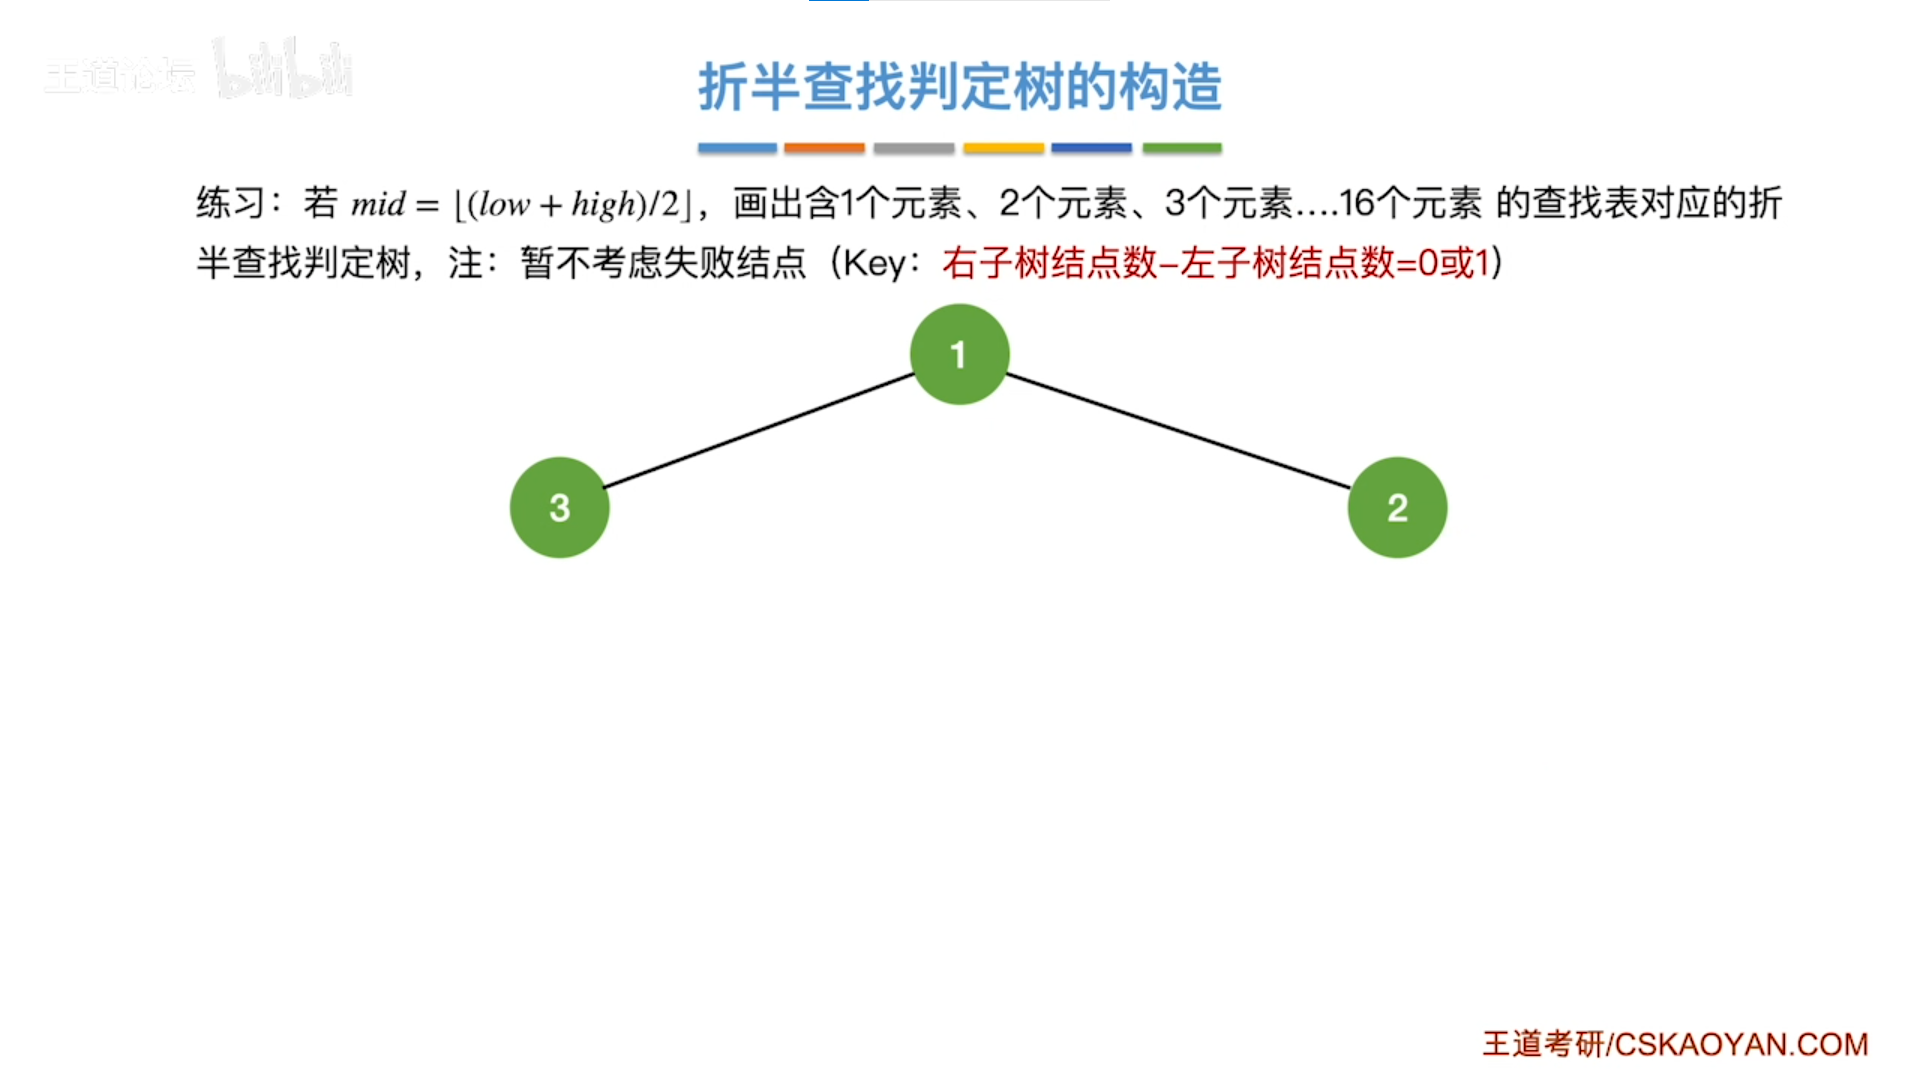 王道论坛 bilibili
折半查找判定树的构造
练习：若 mid = ⌊(low + high)/2⌋，画出含1个元素、2个元素、3个元素....16个元素 的查找表对应的折
半查找判定树，注：暂不考虑失败结点（Key：右子树结点数–左子树结点数=0或1）
1
3 2
王道考研/CSKAOYAN.COM